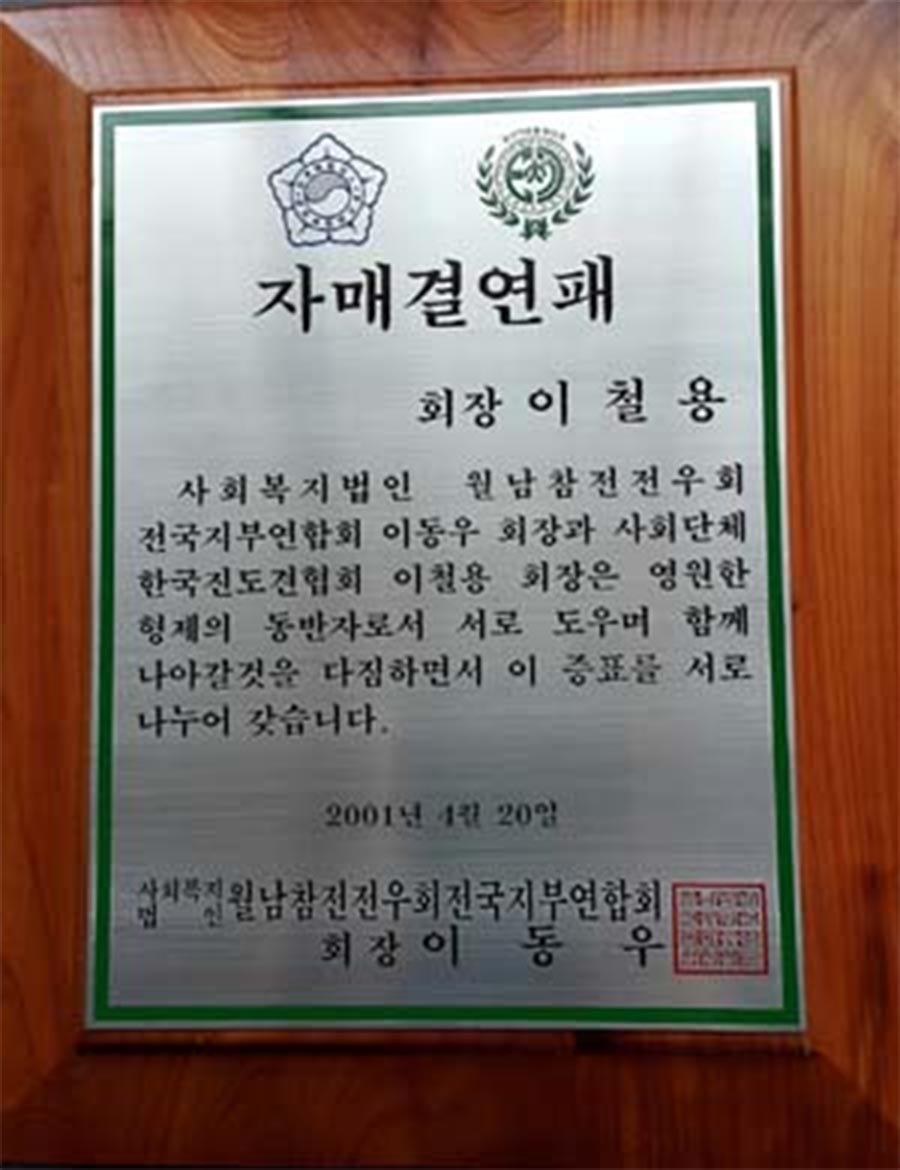 자매결연패
회장 이 철 용
사회복지법인 월남참전전우회
전국지부연합회 이동우 회장과 사회단체
한국진도견협회 이철용 회장은 영원한
형제의 동반자로서 서로 도우며 함께
나아갈것을 다짐하면서 이 증표를 서로
나누어 갖습니다.
2001년 4월 20일
사회복지법인 월남참전전우회전국지부연합회
회장 이 동 우